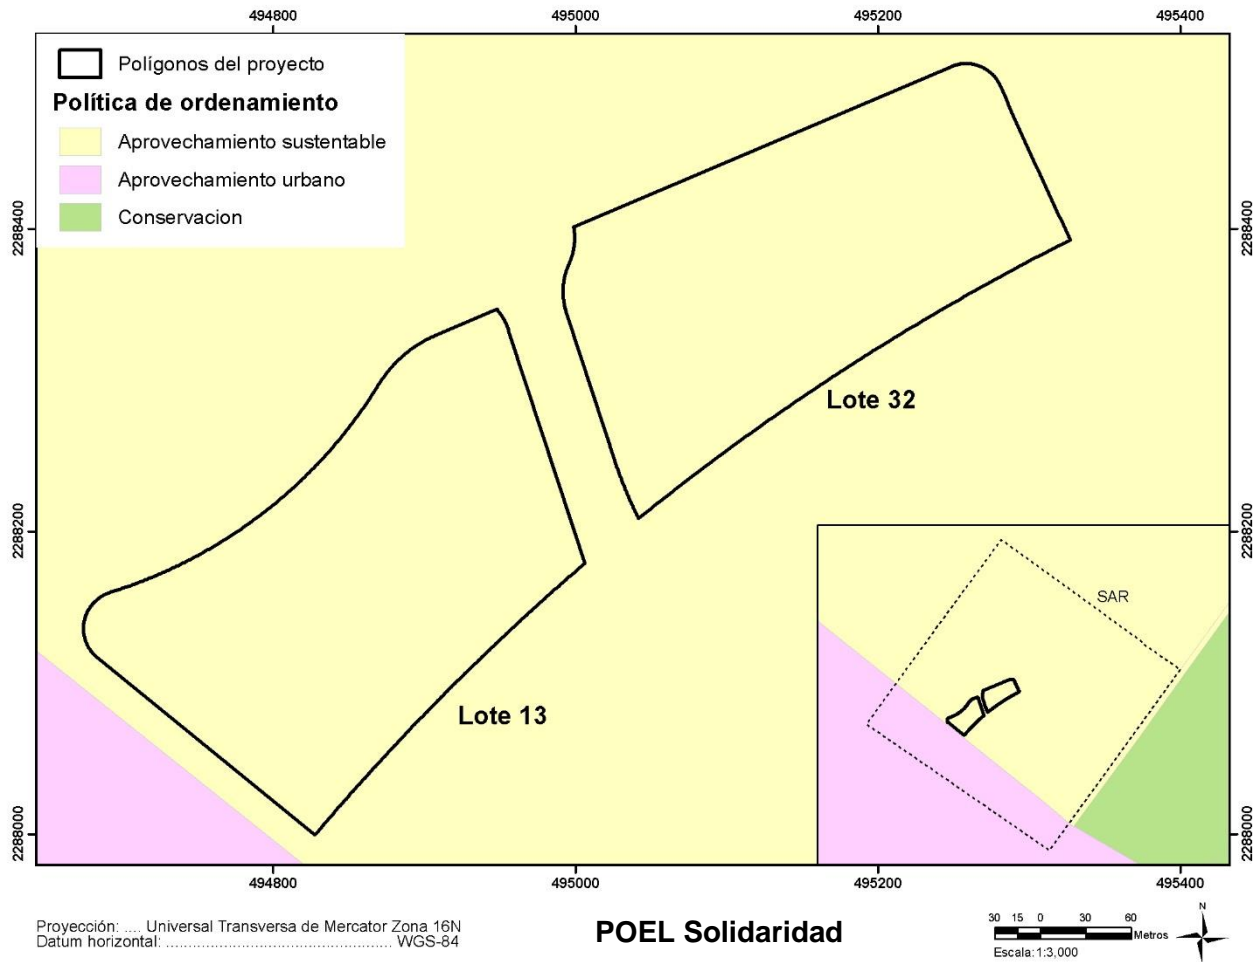 494800 495000 495200 495400
Polígonos del proyecto
Política de ordenamiento
Aprovechamiento sustentable
Aprovechamiento urbano
Conservacion
2288400 2288400
Lote 32
2288200 2288200
SAR
Lote 13
2288000 2288000
494800 495000 495200 495400
Proyección: .... Universal Transversa de Mercator Zona 16N
Datum horizontal: ................................................ WGS-84
POEL Solidaridad
30 15 0 30 60
Metros
Escala: 1:3,000
N